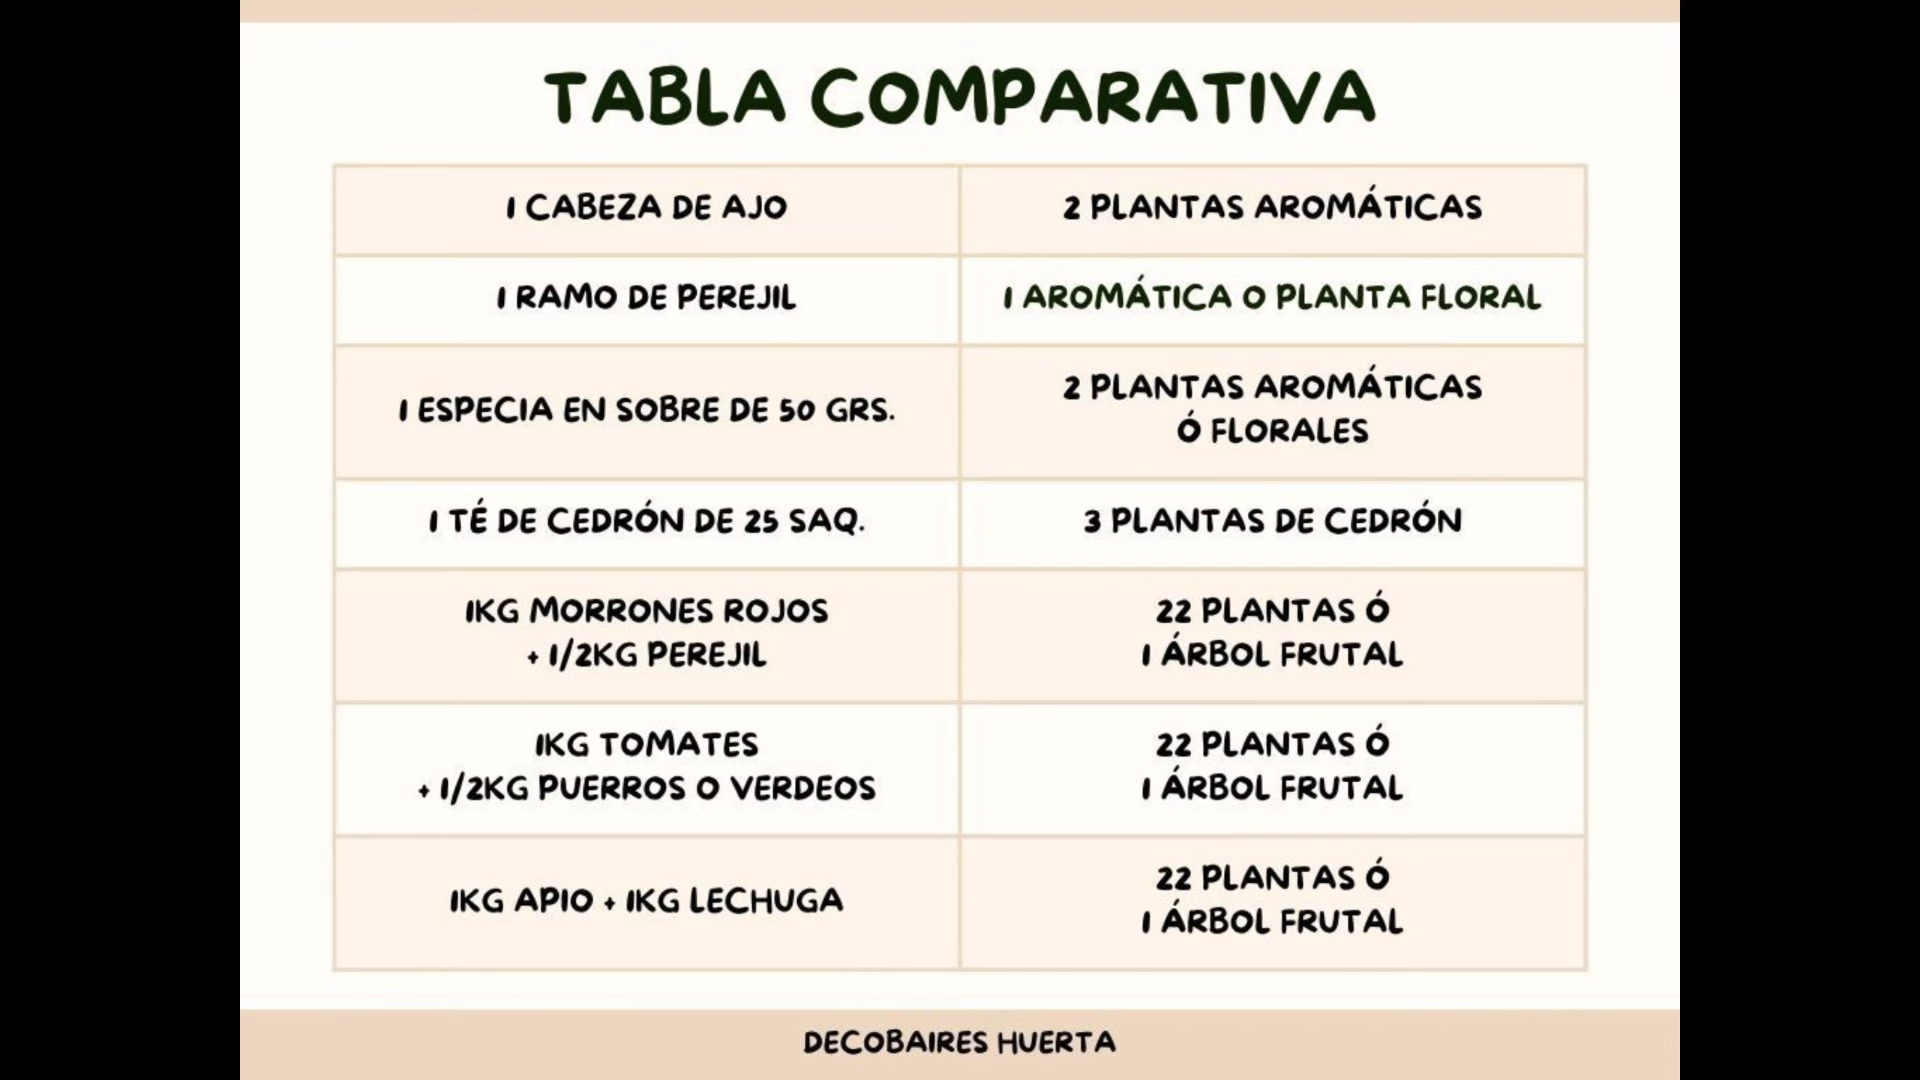 TABLA COMPARATIVA
1 CABEZA DE AJO
2 PLANTAS AROMÁTICAS
1 RAMO DE PEREJIL
1 AROMÁTICA O PLANTA FLORAL
1 ESPECIA EN SOBRE DE 50 GRS.
2 PLANTAS AROMÁTICAS
Ó FLORALES
1 TÉ DE CEDRÓN DE 25 SAQ.
3 PLANTAS DE CEDRÓN
1KG MORRONES ROJOS
+ 1/2KG PEREJIL
22 PLANTAS Ó
1 ÁRBOL FRUTAL
1KG TOMATES
+ 1/2KG PUERROS O VERDEOS
22 PLANTAS Ó
1 ÁRBOL FRUTAL
1KG APIO + 1KG LECHUGA
22 PLANTAS Ó
1 ÁRBOL FRUTAL
DECOBAIRES HUERTA